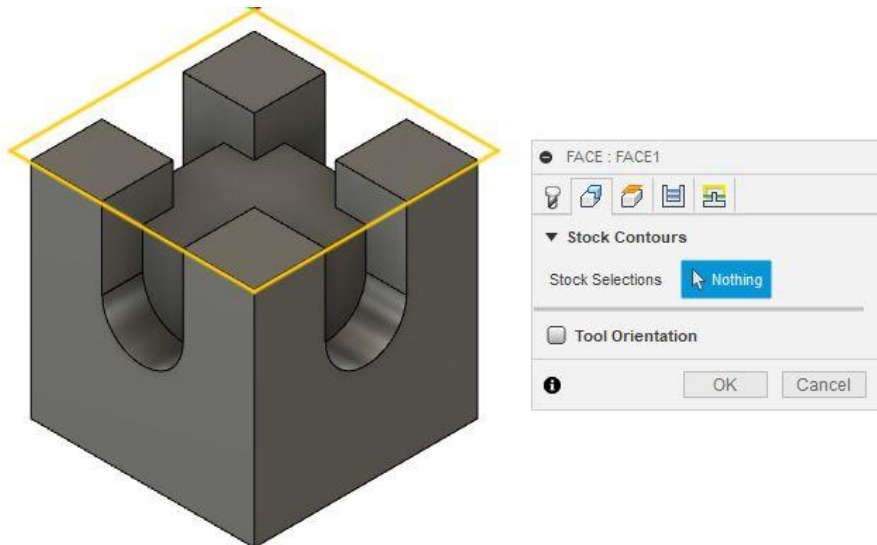 FACE : FACE1
Stock Contours
Stock Selections Nothing
Tool Orientation
OK Cancel